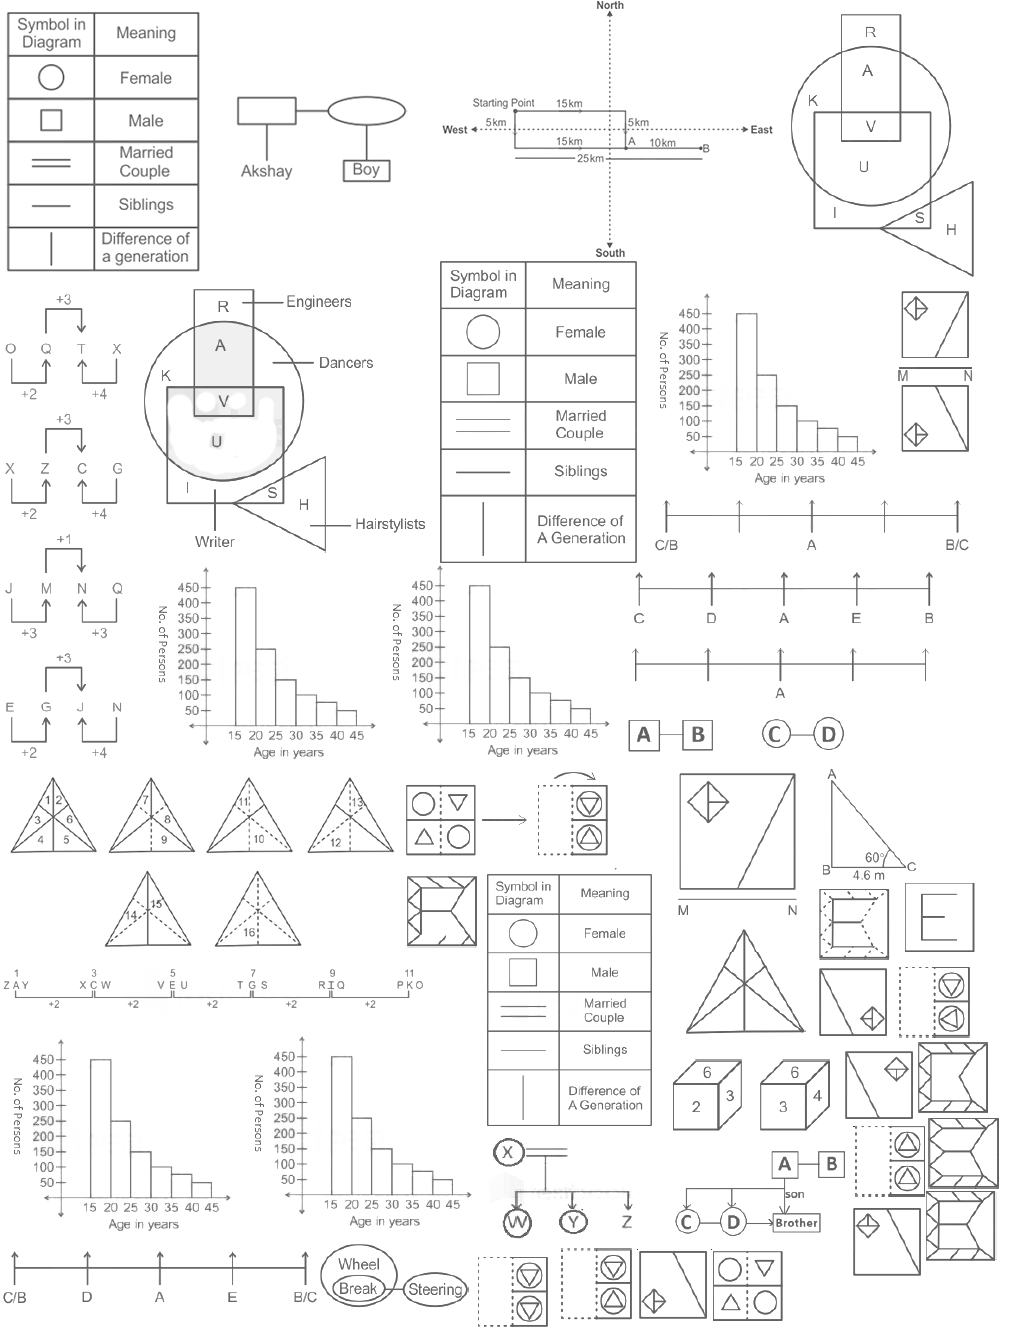 Symbol in Diagram Meaning
Female
Male
Married Couple
Siblings
Difference of a generation
Akshay
Boy
North
Starting Point 15km
5km 5km
West East
15km A 10km B
25km
South
R
A
K
V
U
I S H
+3
O Q T X
+2 +4
+3
X Z C G
+2 +4
+1
J M N Q
+3 +3
+3
E G J N
+2 +4
R Engineers
A
Dancers
K
V
U
I S H
Hairstylists
Writer
Symbol in Diagram Meaning
Female
Male
Married Couple
Siblings
Difference of A Generation
No. of Persons
450
400
350
300
250
200
150
100
50
15 20 25 30 35 40 45
Age in years
M N
C/B A B/C
C D A E B
A
No. of Persons
450
400
350
300
250
200
150
100
50
15 20 25 30 35 40 45
Age in years
No. of Persons
450
400
350
300
250
200
150
100
50
15 20 25 30 35 40 45
Age in years
A B C D
1 2
3 6
4 5
7
8
9
11
10
13
12
14 15
16
M N
A
60°
B C
4.6 m
1 3 5 7 9 11
ZAY XCW VEU TGS RIQ PKO
+2 +2 +2 +2 +2
Symbol in Diagram Meaning
Female
Male
Married Couple
Siblings
Difference of A Generation
E
6
2 3
6
3 4
No. of Persons
450
400
350
300
250
200
150
100
50
15 20 25 30 35 40 45
Age in years
No. of Persons
450
400
350
300
250
200
150
100
50
15 20 25 30 35 40 45
Age in years
X
W Y Z
A B
son
C D Brother
C/B D A E B/C
Wheel
Break Steering